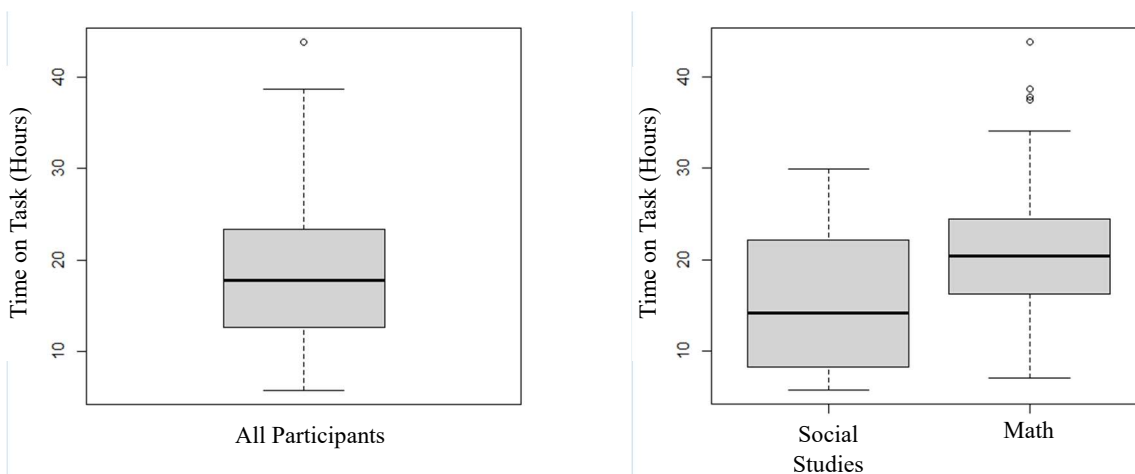 Time on Task (Hours)
40
30
20
10
All Participants
Time on Task (Hours)
40
30
20
10
Social
Studies
Math